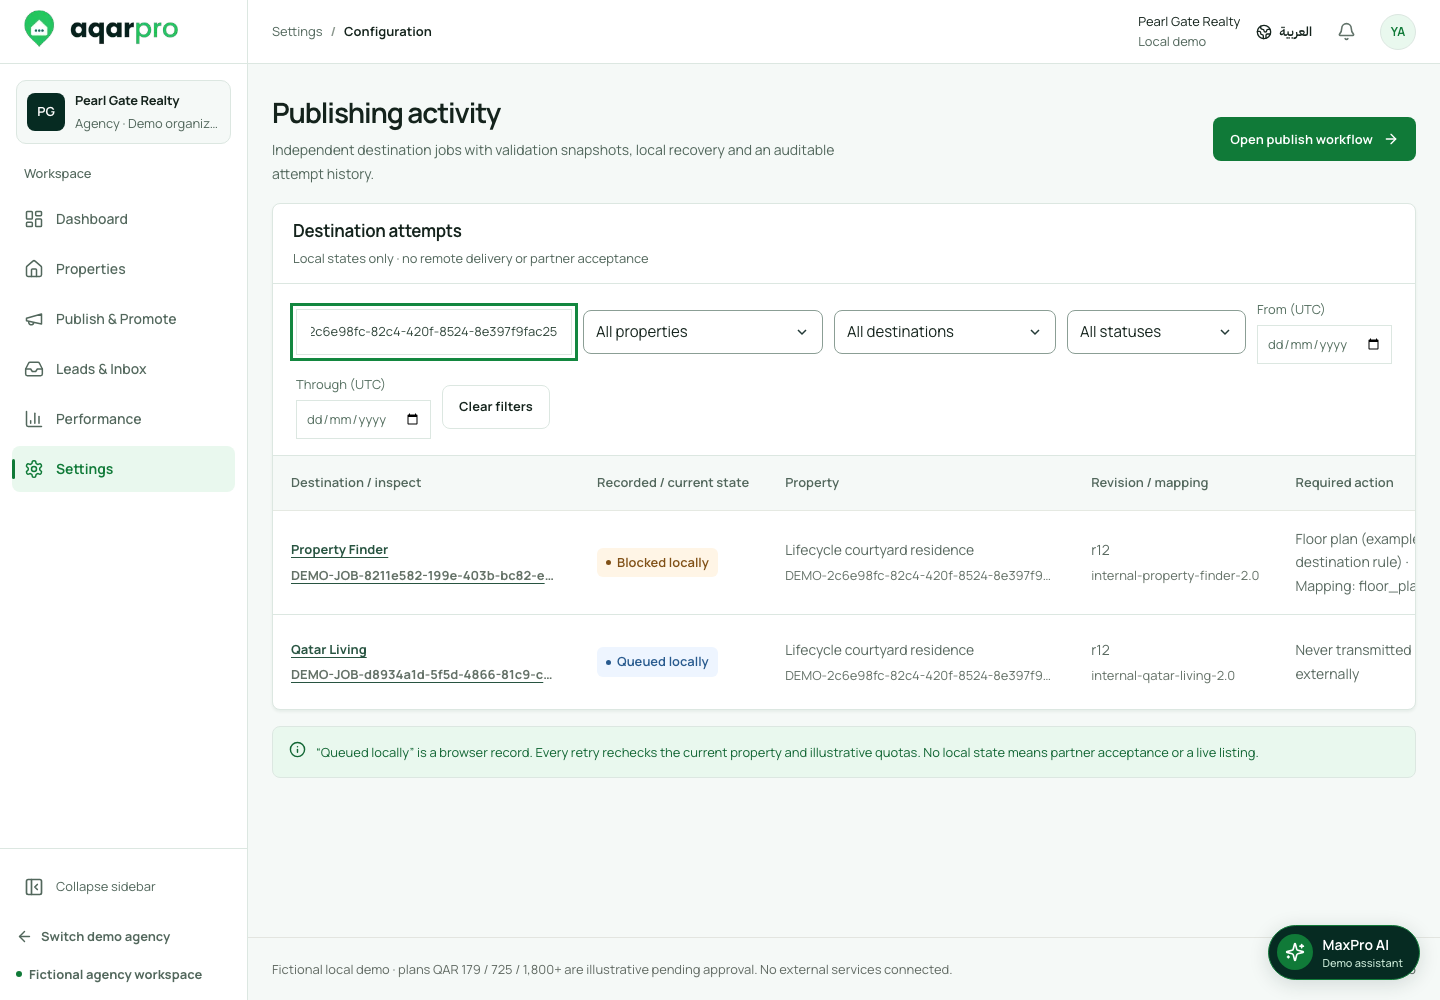 aqarpro
Settings / Configuration
Pearl Gate Realty
Local demo
العربية
YA
PG
Pearl Gate Realty
Agency · Demo organiz...
Workspace
Dashboard
Properties
Publish & Promote
Leads & Inbox
Performance
Settings
Collapse sidebar
Switch demo agency
Fictional agency workspace
Publishing activity
Independent destination jobs with validation snapshots, local recovery and an auditable
attempt history.
Open publish workflow
Destination attempts
Local states only · no remote delivery or partner acceptance
2c6e98fc-82c4-420f-8524-8e397f9fac25
All properties
All destinations
All statuses
From (UTC)
dd/mm/yyyy
Through (UTC)
dd/mm/yyyy
Clear filters
Destination / inspect Recorded / current state Property Revision / mapping Required action
Property Finder
DEMO-JOB-8211e582-199e-403b-bc82-e...
Blocked locally
Lifecycle courtyard residence
DEMO-2c6e98fc-82c4-420f-8524-8e397f9...
r12
internal-property-finder-2.0
Floor plan (example
destination rule) ·
Mapping: floor_pla
Qatar Living
DEMO-JOB-d8934a1d-5f5d-4866-81c9-c...
Queued locally
Lifecycle courtyard residence
DEMO-2c6e98fc-82c4-420f-8524-8e397f9...
r12
internal-qatar-living-2.0
Never transmitted
externally
“Queued locally” is a browser record. Every retry rechecks the current property and illustrative quotas. No local state means partner acceptance or a live listing.
Fictional local demo · plans QAR 179 / 725 / 1,800+ are illustrative pending approval. No external services connected.
MaxPro AI
Demo assistant